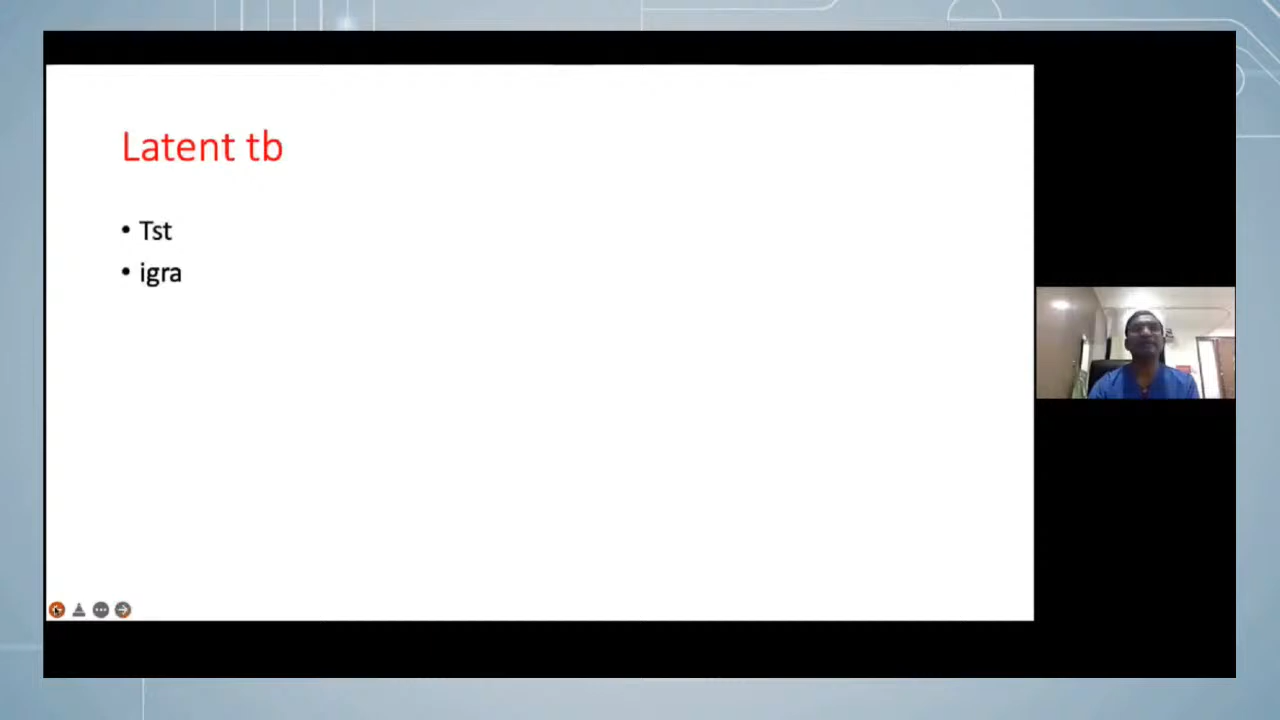 Latent tb
• Tst
• igra